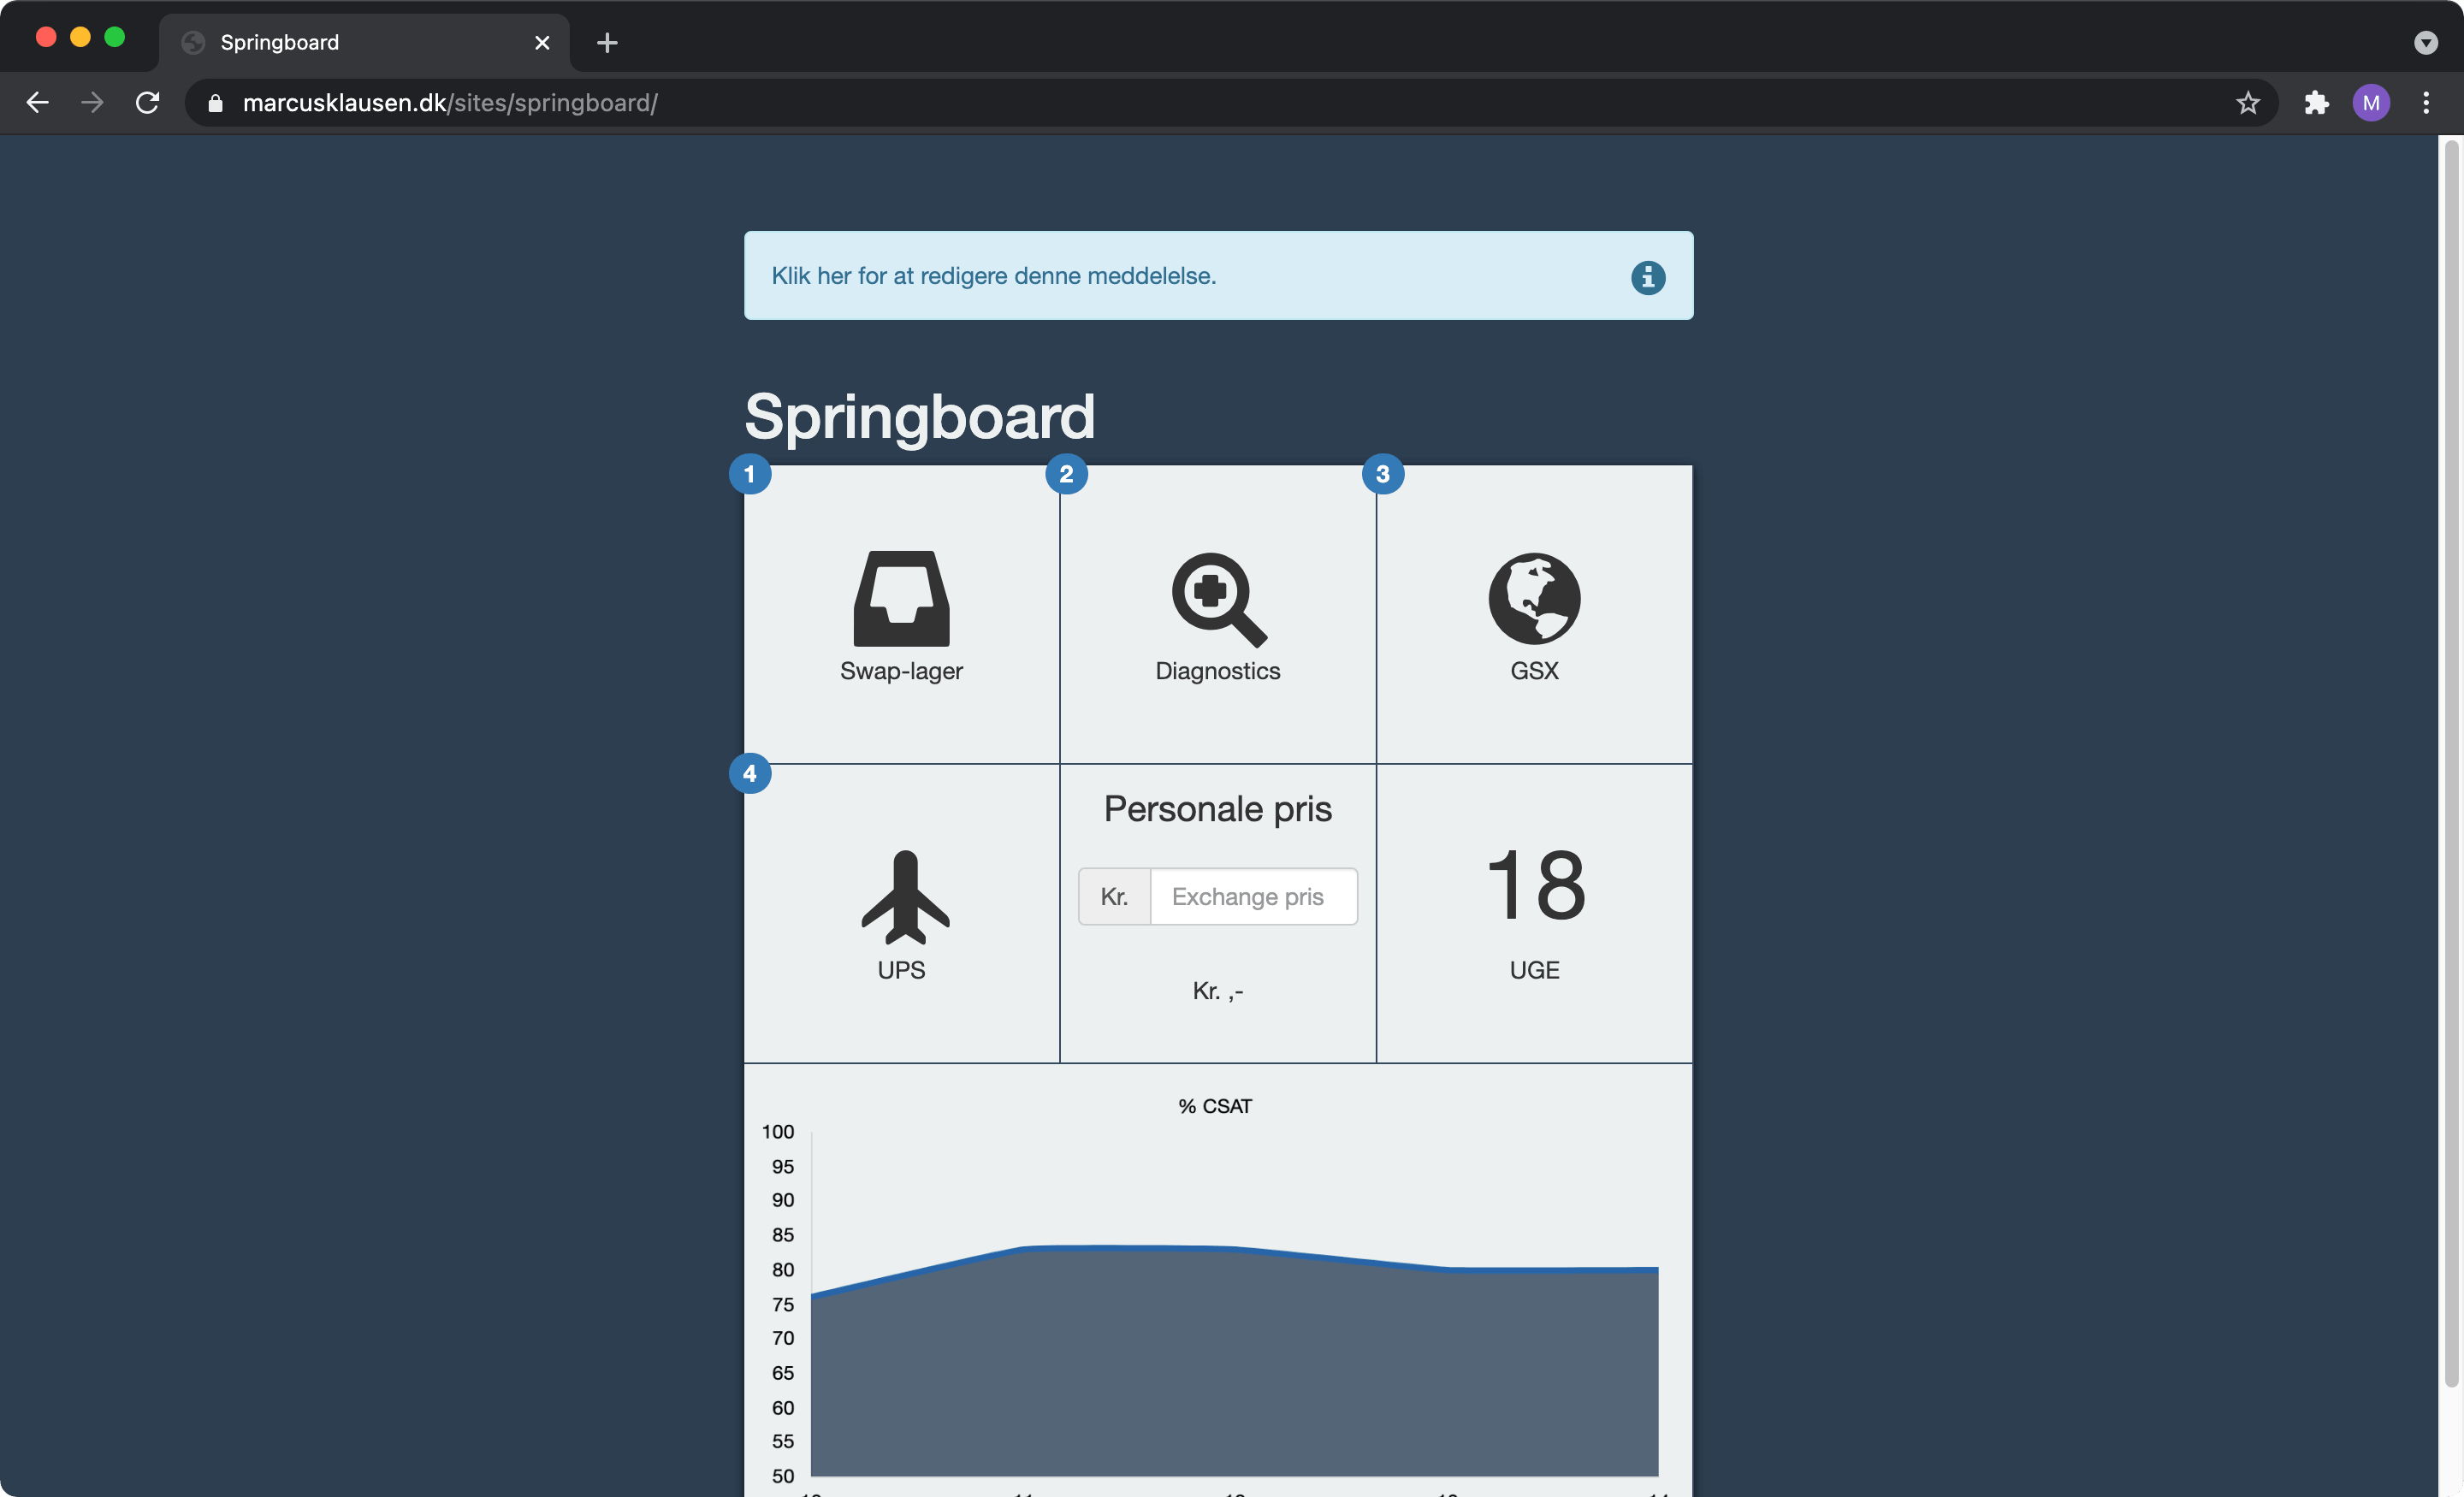 Springboard
marcusklausen.dk/sites/springboard/
M
Klik her for at redigere denne meddelelse.
Springboard
1
2
3
Swap-lager
Diagnostics
GSX
4
Personale pris
Kr.
Exchange pris
18
UPS
UGE
Kr. ,-
% CSAT
100
95
90
85
80
75
70
65
60
55
50